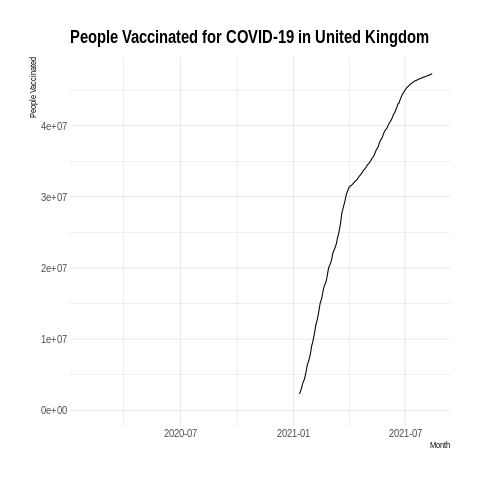 People Vaccinated for COVID-19 in United Kingdom
People Vaccinated
4e+07
3e+07
2e+07
1e+07
0e+00
2020-07
2021-01
2021-07
Month